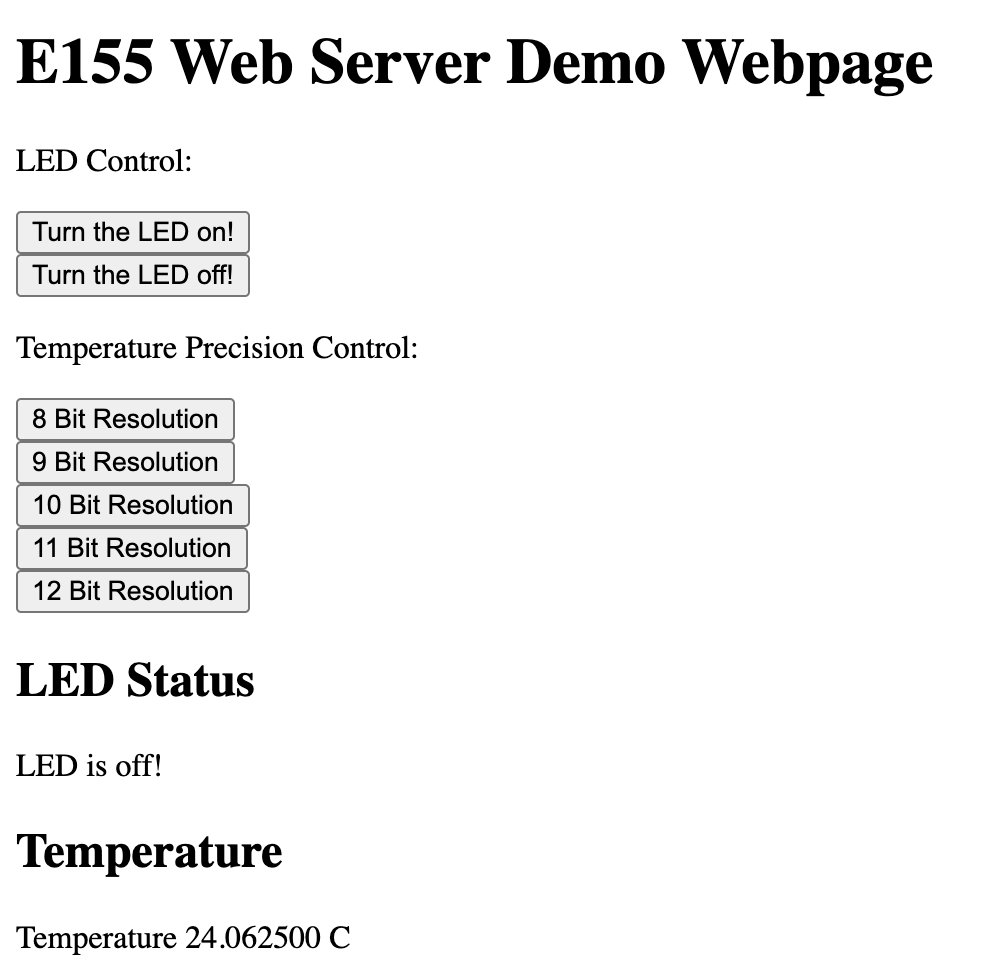 E155 Web Server Demo Webpage
LED Control:
Turn the LED on!
Turn the LED off!
Temperature Precision Control:
8 Bit Resolution
9 Bit Resolution
10 Bit Resolution
11 Bit Resolution
12 Bit Resolution
LED Status
LED is off!
Temperature
Temperature 24.062500 C